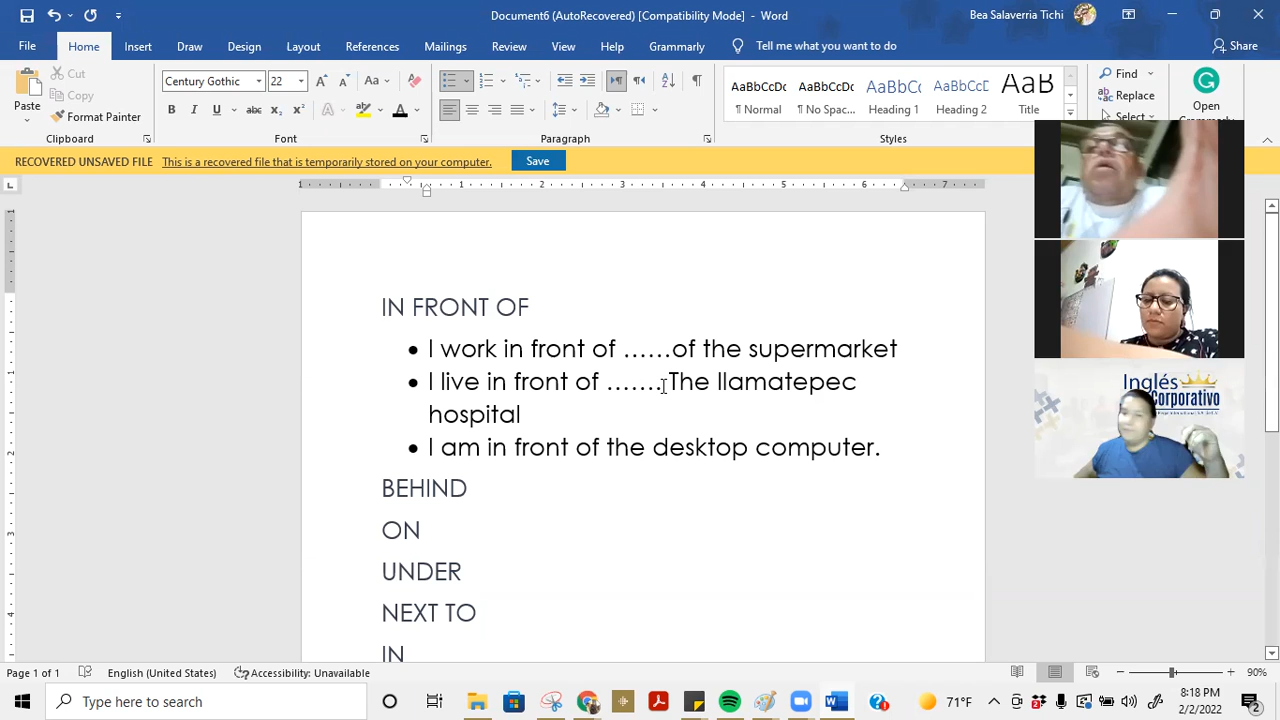 Document6 (AutoRecovered) [Compatibility Mode] - Word
Bea Salaverria Tichi
File Home Insert Draw Design Layout References Mailings Review View Help Grammarly Tell me what you want to do Share
Paste
Cut
Copy
Format Painter
Clipboard
Century Gothic 22
Font
Paragraph
AaBbCcDc AaBbCcDc AaBbCc AaBbCcD AaB
¶ Normal ¶ No Spac... Heading 1 Heading 2 Title
Styles
Find
Replace
Select
Open
RECOVERED UNSAVED FILE This is a recovered file that is temporarily stored on your computer. Save
IN FRONT OF
• I work in front of ……of the supermarket
• I live in front of …….The llamatepec
hospital
• I am in front of the desktop computer.
BEHIND
ON
UNDER
NEXT TO
IN
Inglés
Corporativo
Page 1 of 1 English (United States) Accessibility: Unavailable 90%
Type here to search
71°F
8:18 PM
2/2/2022
2